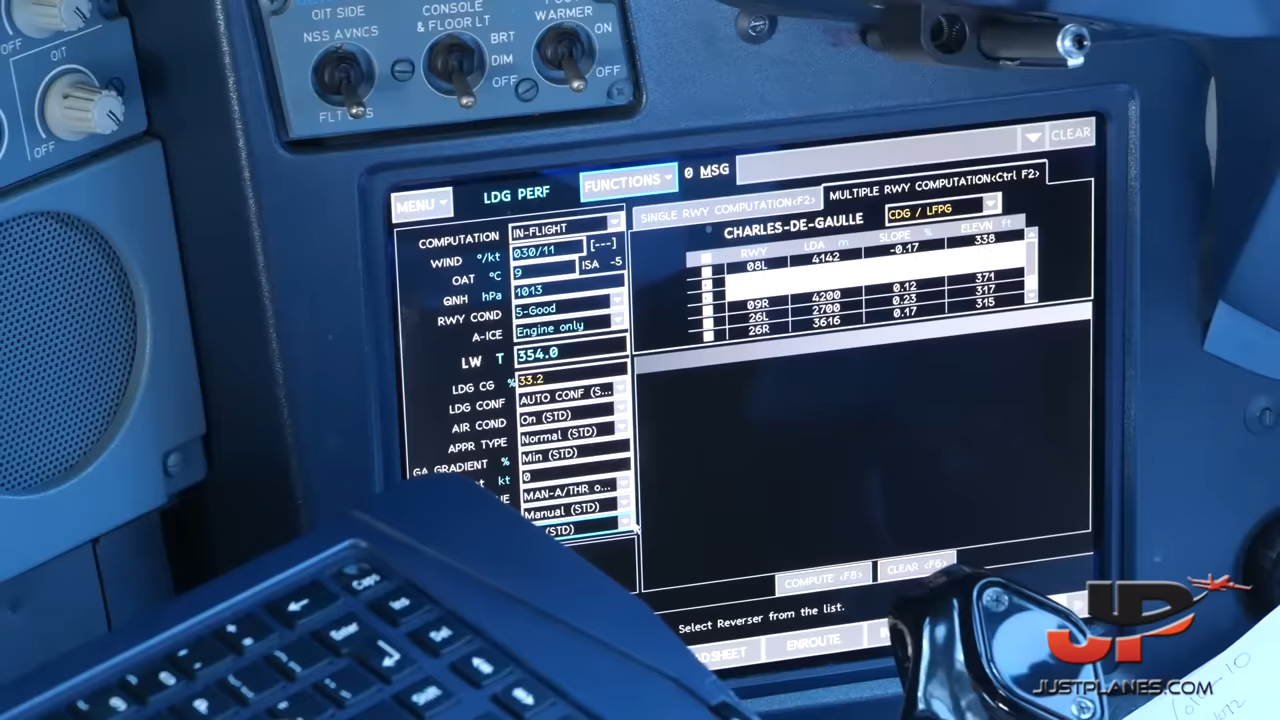 OIT SIDE
NSS AVNCS
CONSOLE
& FLOOR LT
BRT
DIM
OFF
WARMER
ON
OFF
OFF
OIT
OFF
MENU
LDG PERF
FUNCTIONS
0 MSG
CLEAR
SINGLE RWY COMPUTATION<F2>
MULTIPLE RWY COMPUTATION<Ctrl F2>
CHARLES-DE-GAULLE
CDG / LFPG
RWY LDA m SLOPE % ELEVN ft
08L 4142 -0.17 338
0.12 371
09R 4200 0.23 317
26L 2700 0.17 315
26R 3616
COMPUTATION IN-FLIGHT
WIND °/kt 030/11 [---]
OAT °C 9 ISA -5
QNH hPa 1013
RWY COND 5-Good
A-ICE Engine only
LW T 354.0
LDG CG % 33.2
LDG CONF AUTO CONF (S...
AIR COND On (STD)
APPR TYPE Normal (STD)
GA GRADIENT % Min (STD)
kt 0
MAN-A/THR o...
Manual (STD)
(STD)
COMPUTE <F8>
CLEAR <F6>
Select Reverser from the list.
ENROUTE
Caps
Enter
JP
JUSTPLANES.COM